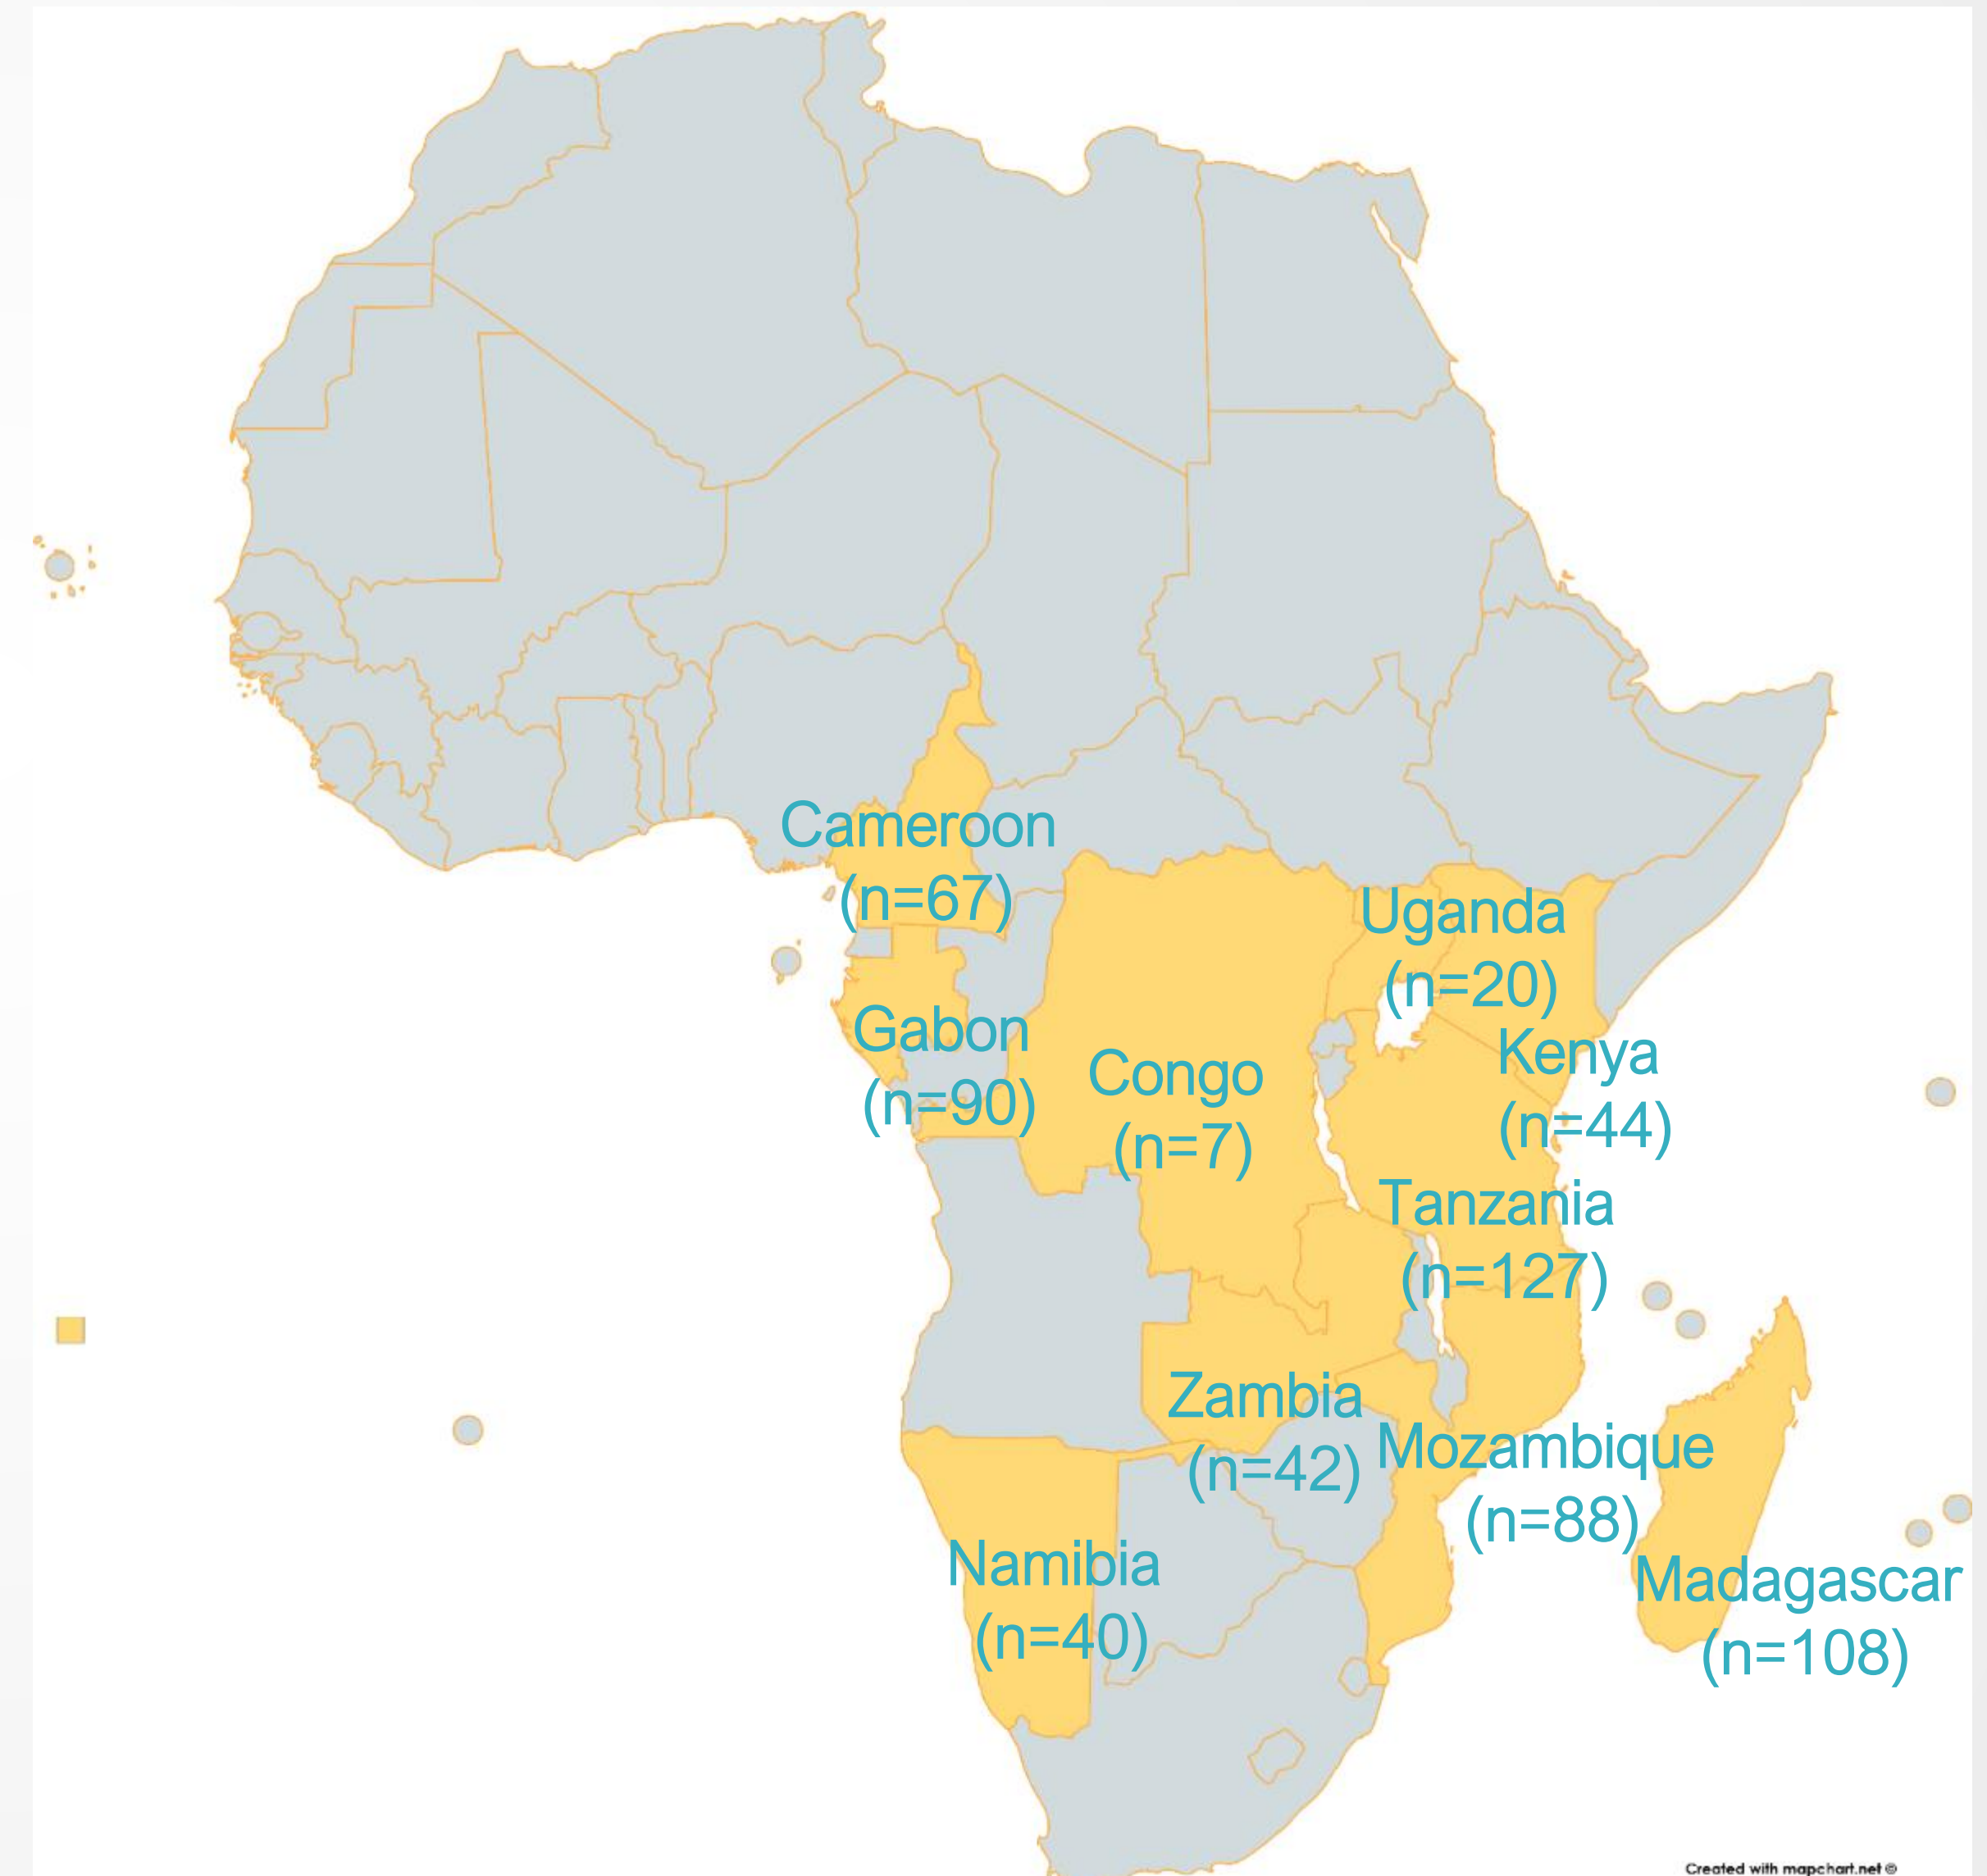 Cameroon
(n=67)
Uganda
(n=20)
Gabon
(n=90)
Congo
(n=7)
Kenya
(n=44)
Tanzania
(n=127)
Zambia
(n=42)
Mozambique
(n=88)
Namibia
(n=40)
Madagascar
(n=108)
Created with mapchart.net ©